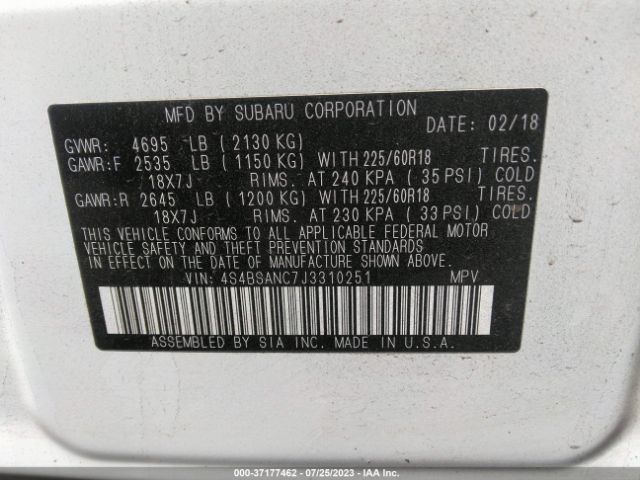 MFD BY SUBARU CORPORATION
DATE: 02/18
GVWR: 4695 LB ( 2130 KG)
GAWR:F 2535 LB ( 1150 KG) WITH 225/60R18 TIRES.
18X7J RIMS. AT 240 KPA ( 35 PSI) COLD
GAWR:R 2645 LB ( 1200 KG) WITH 225/60R18 TIRES.
18X7J RIMS. AT 230 KPA ( 33 PSI) COLD
THIS VEHICLE CONFORMS TO ALL APPLICABLE FEDERAL MOTOR
VEHICLE SAFETY AND THEFT PREVENTION STANDARDS
IN EFFECT ON THE DATE OF MANUFACTURE SHOWN ABOVE.
VIN: 4S4BSANC7J3310251 MPV
ASSEMBLED BY SIA INC. MADE IN U.S.A.
000-37177462 - 07/25/2023 - IAA Inc.